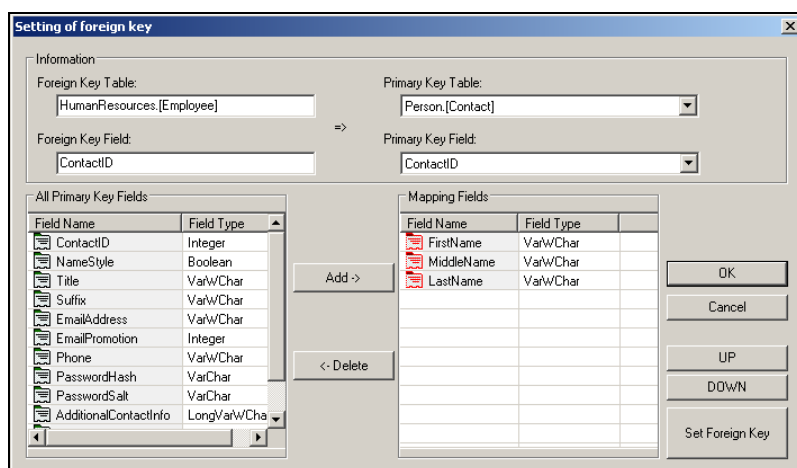 Setting of foreign key
Information
Foreign Key Table:
Primary Key Table:
HumanResources.[Employee]
Person.[Contact]
=>
Foreign Key Field:
Primary Key Field:
ContactID
ContactID
All Primary Key Fields
Field Name Field Type
ContactID Integer
NameStyle Boolean
Title VarWChar
Suffix VarWChar
EmailAddress VarWChar
EmailPromotion Integer
Phone VarWChar
PasswordHash VarChar
PasswordSalt VarChar
AdditionalContactInfo LongVarWCha
Add ->
<- Delete
Mapping Fields
Field Name Field Type
FirstName VarWChar
MiddleName VarWChar
LastName VarWChar
OK
Cancel
UP
DOWN
Set Foreign Key